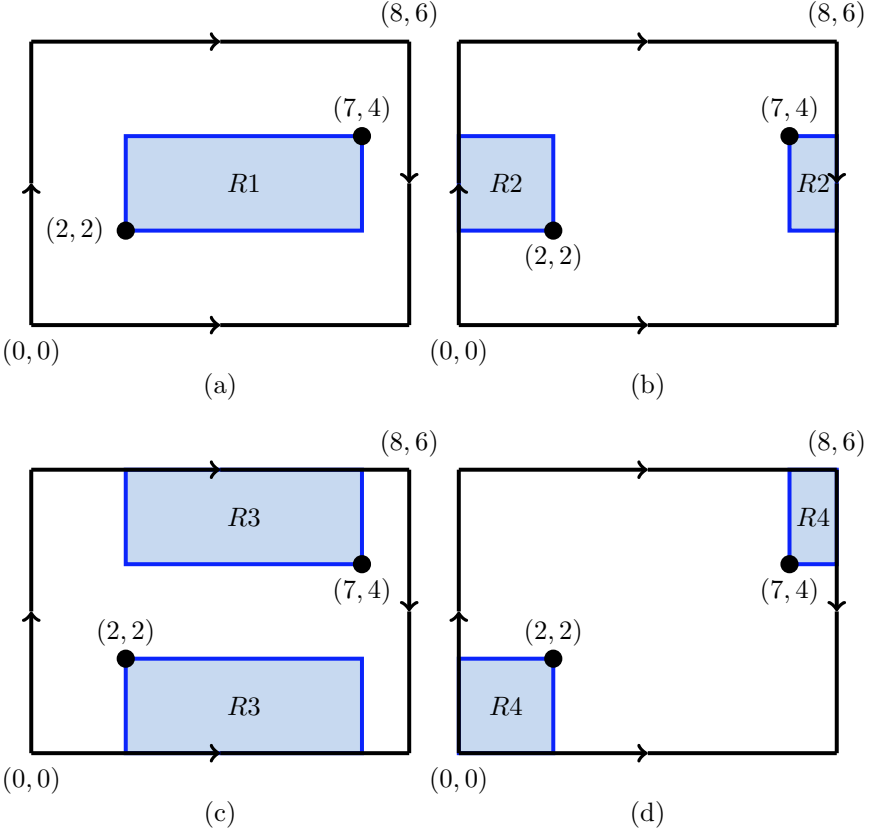 (8, 6)
(8, 6)
(7, 4)
(7, 4)
R1
R2
R2
(2, 2)
(2, 2)
(0, 0)
(0, 0)
(a)
(b)
(8, 6)
(8, 6)
R3
R4
(7, 4)
(7, 4)
(2, 2)
(2, 2)
R3
R4
(0, 0)
(0, 0)
(c)
(d)